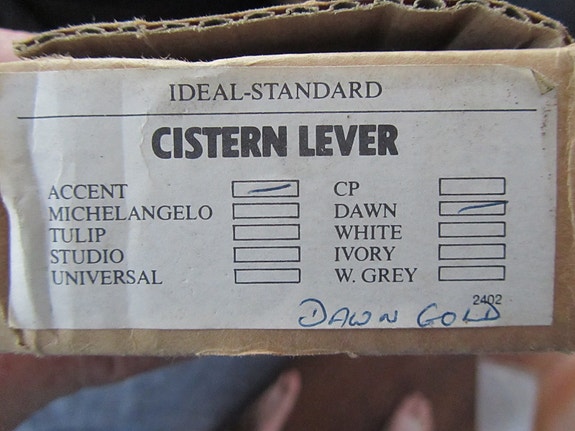 IDEAL-STANDARD
CISTERN LEVER
ACCENT CP
MICHELANGELO DAWN
TULIP WHITE
STUDIO IVORY
UNIVERSAL W. GREY
2402
DAWN GOLD